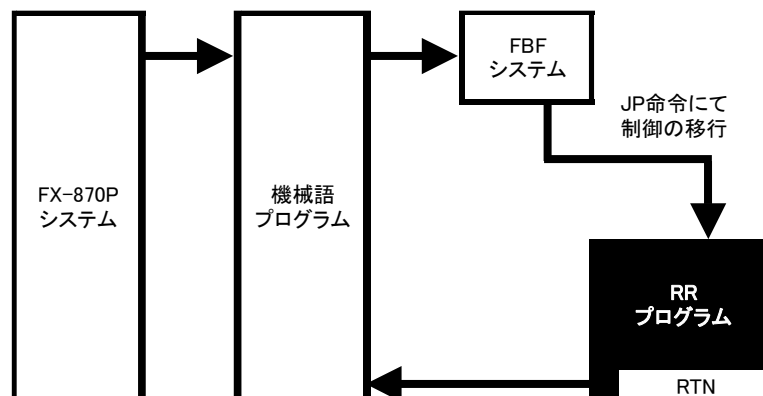 FBF
システム
JP命令にて
制御の移行
FX-870P
システム
機械語
プログラム
RR
プログラム
RTN